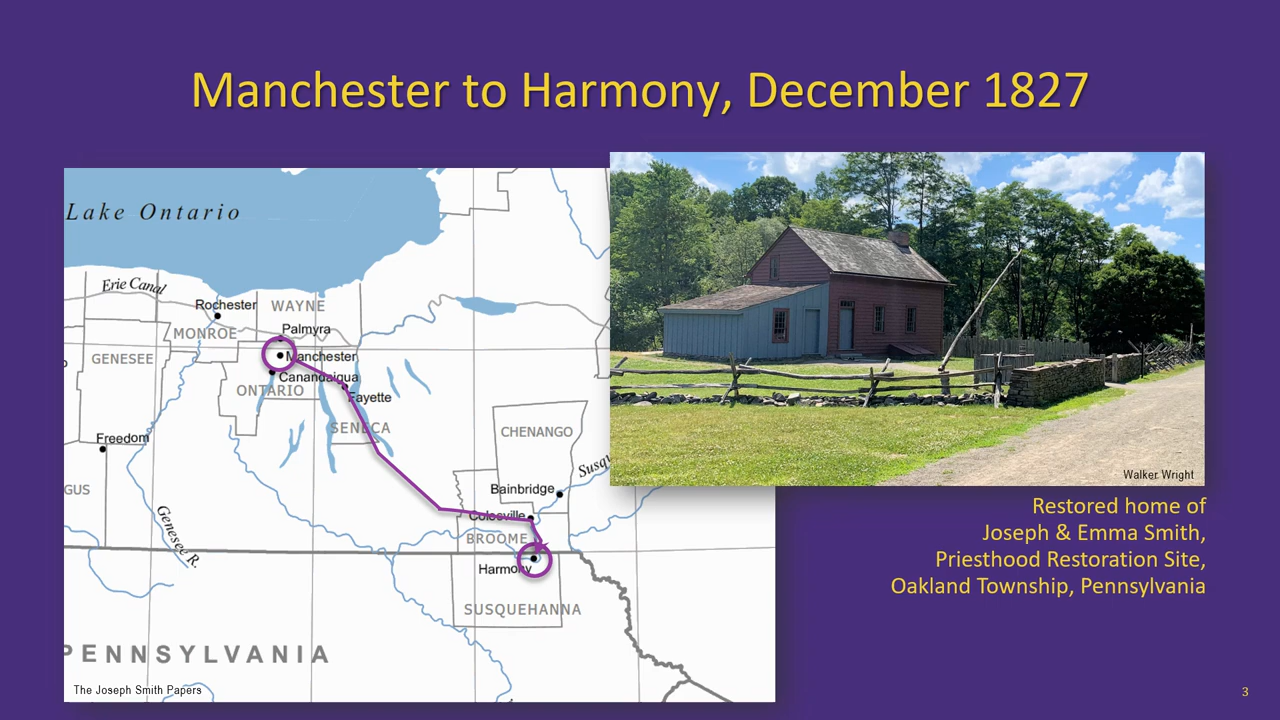 Manchester to Harmony, December 1827
Lake Ontario
Erie Canal
Rochester
WAYNE
MONROE
Palmyra
GENESEE
Manchester
Canandaigua
ONTARIO
Fayette
SENECA
CHENANGO
Freedom
GUS
Bainbridge
Susqu
Colesville
Genesee R.
BROOME
Harmony
SUSQUEHANNA
PENNSYLVANIA
The Joseph Smith Papers
Walker Wright
Restored home of
Joseph & Emma Smith,
Priesthood Restoration Site,
Oakland Township, Pennsylvania
3